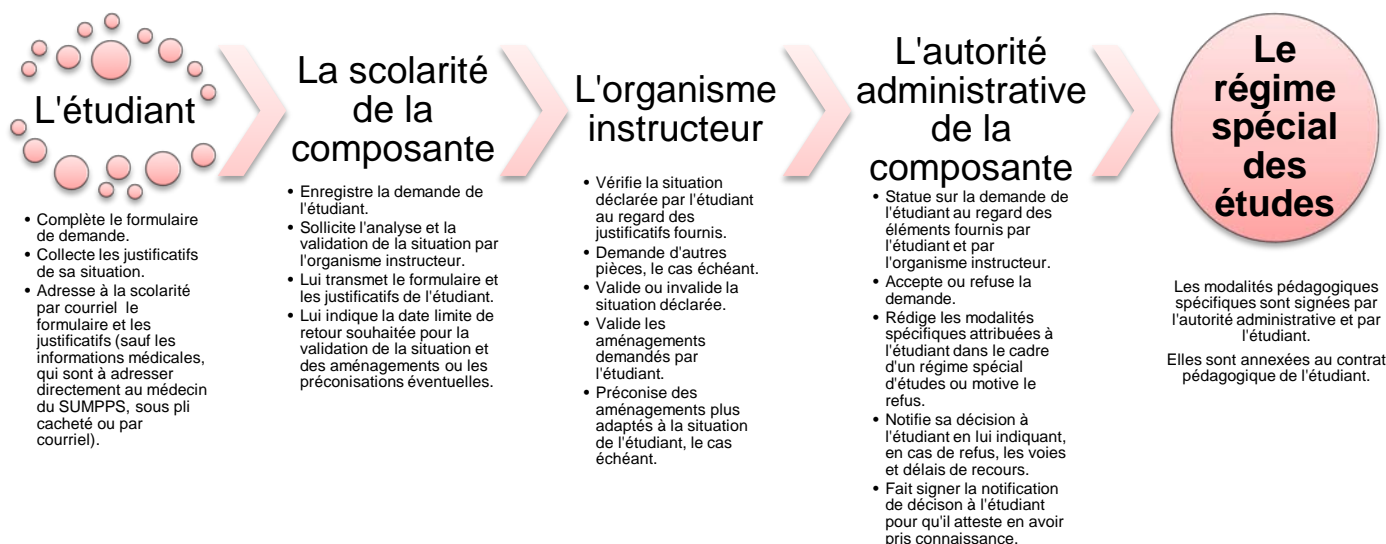 L'étudiant
• Complète le formulaire
de demande.
• Collecte les justificatifs
de sa situation.
• Adresse à la scolarité
par courriel le
formulaire et les
justificatifs (sauf les
informations médicales,
qui sont à adresser
directement au médecin
du SUMPPS, sous pli
cacheté ou par
courriel).
La scolarité
de la
composante
• Enregistre la demande de
l'étudiant.
• Sollicite l'analyse et la
validation de la situation par
l'organisme instructeur.
• Lui transmet le formulaire et
les justificatifs de l'étudiant.
• Lui indique la date limite de
retour souhaitée pour la
validation de la situation et
des aménagements ou les
préconisations éventuelles.
L'organisme
instructeur
• Vérifie la situation
déclarée par l'étudiant
au regard des
justificatifs fournis.
• Demande d'autres
pièces, le cas échéant.
• Valide ou invalide la
situation déclarée.
• Valide les
aménagements
demandés par
l'étudiant.
• Préconise des
aménagements plus
adaptés à la situation
de l'étudiant, le cas
échéant.
L'autorité
administrative
de la
composante
• Statue sur la demande de
l'étudiant au regard des
éléments fournis par
l'étudiant et par
l'organisme instructeur.
• Accepte ou refuse la
demande.
• Rédige les modalités
spécifiques attribuées à
l'étudiant dans le cadre
d'un régime spécial
d'études ou motive le
refus.
• Notifie sa décision à
l'étudiant en lui indiquant,
en cas de refus, les voies
et délais de recours.
• Fait signer la notification
de décison à l'étudiant
pour qu'il atteste en avoir
pris connaissance.
Le
régime
spécial
des
études
Les modalités pédagogiques
spécifiques sont signées par
l'autorité administrative et par
l'étudiant.
Elles sont annexées au contrat
pédagogique de l'étudiant.